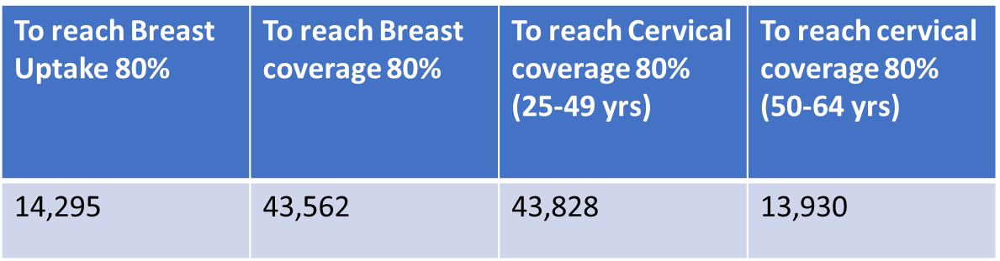 To reach Breast
Uptake 80%
To reach Breast
coverage 80%
To reach Cervical
coverage 80%
(25-49 yrs)
To reach cervical
coverage 80%
(50-64 yrs)
14,295
43,562
43,828
13,930